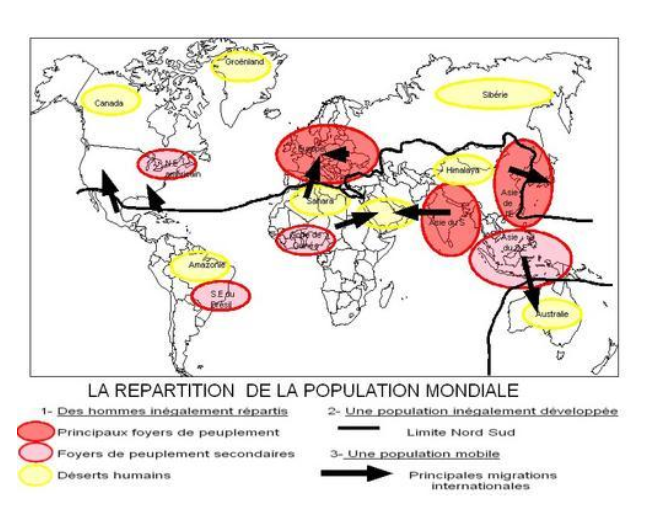 Groënland
Canada
Sibérie
Europe
N.E
américain
Himalaya
Sahara
Asie
de
l'E
Asie du S
Golfe de
Guinée
Asie
du S.E
Amazonie
S.E du
Brésil
Australie
LA REPARTITION DE LA POPULATION MONDIALE
1- Des hommes inégalement répartis
Principaux foyers de peuplement
Foyers de peuplement secondaires
Déserts humains
2- Une population inégalement développée
Limite Nord Sud
3- Une population mobile
Principales migrations
internationales